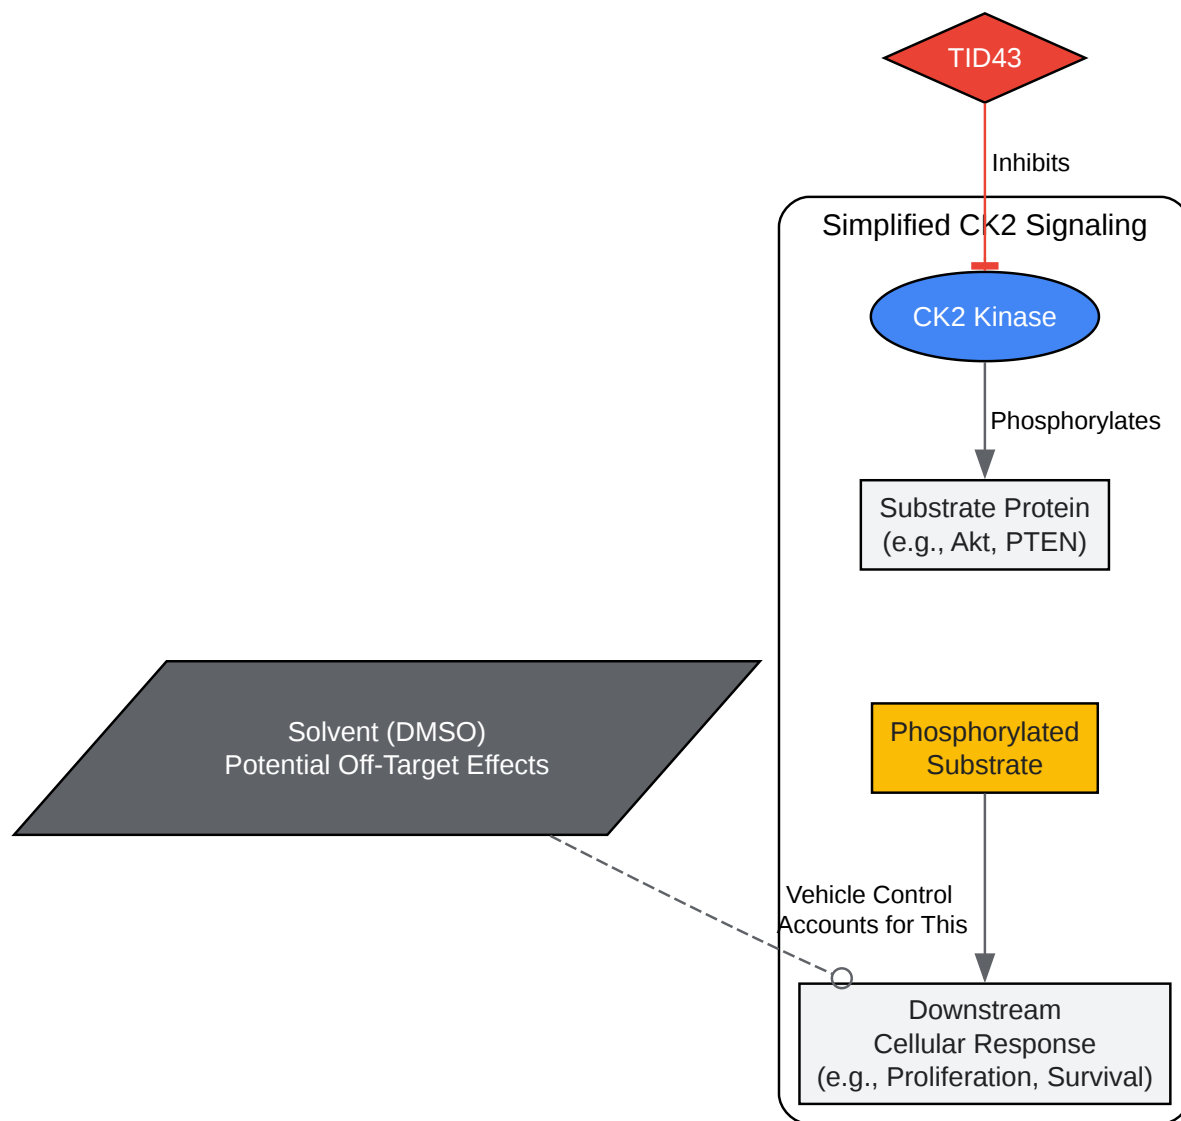 TID43
Inhibits
Simplified CK2 Signaling
CK2 Kinase
Phosphorylates
Substrate Protein
(e.g., Akt, PTEN)
Solvent (DMSO)
Potential Off-Target Effects
Phosphorylated
Substrate
Vehicle Control
Accounts for This
Downstream
Cellular Response
(e.g., Proliferation, Survival)